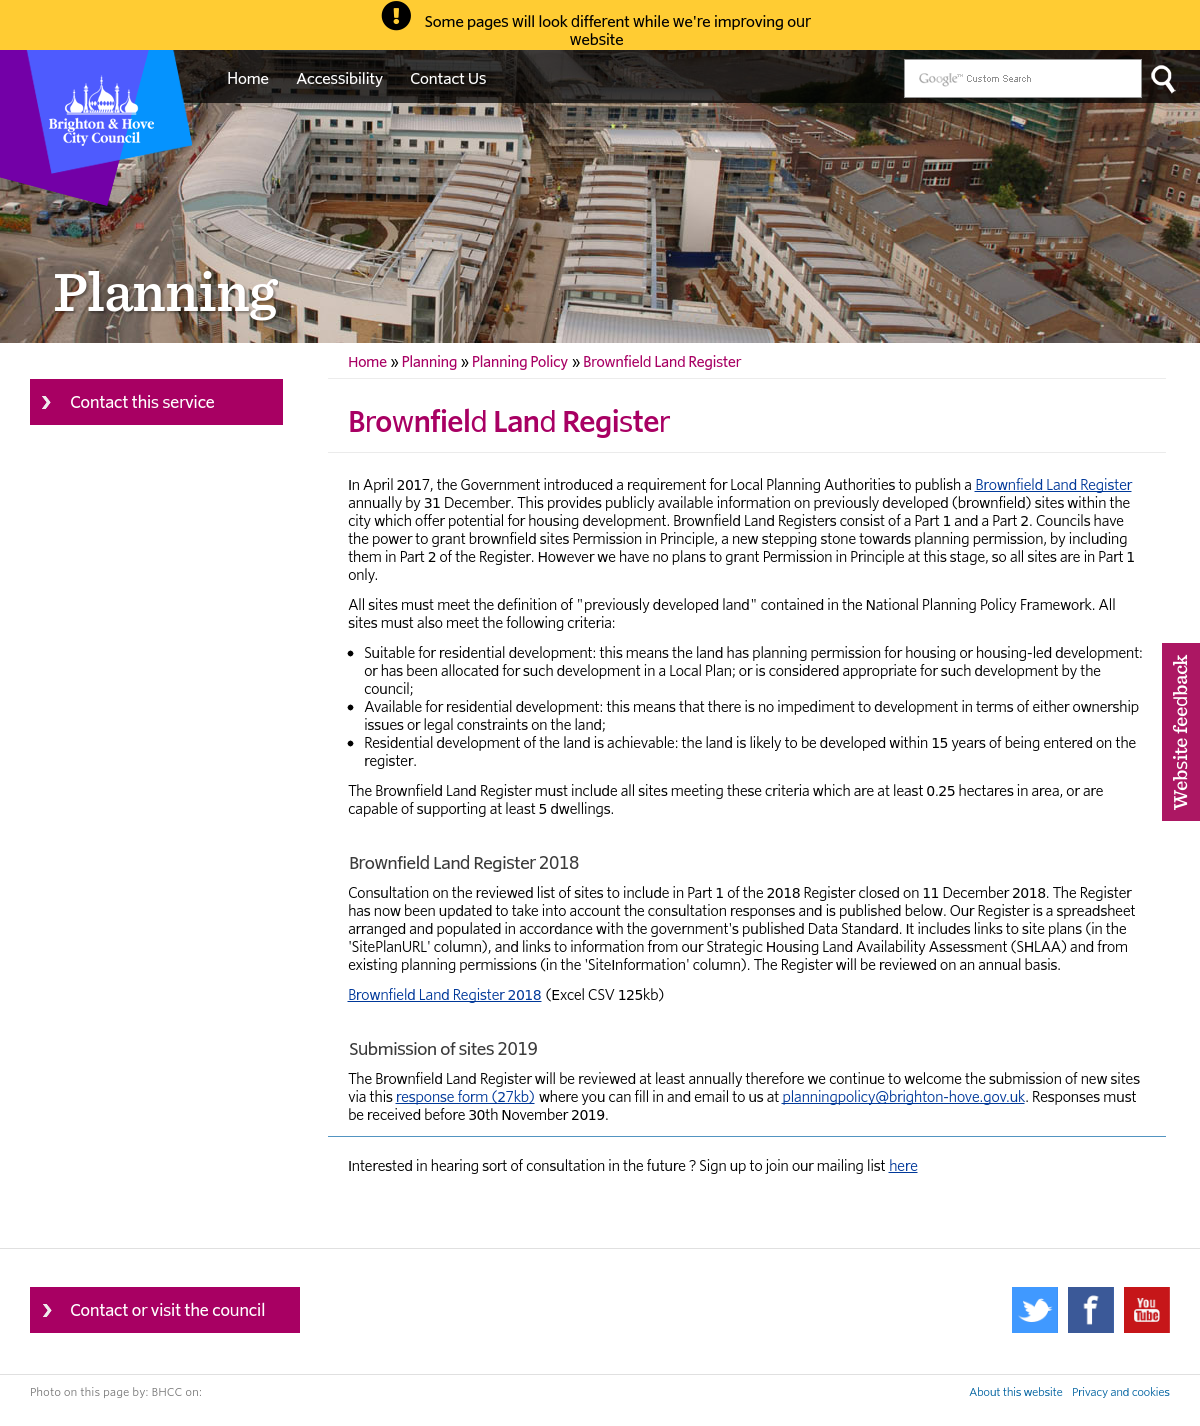 Some pages will look different while we're improving our
website
Home Accessibility Contact Us
Google™ Custom Search
Brighton & Hove
City Council
Planning
Home » Planning » Planning Policy » Brownfield Land Register
Contact this service
Brownfield Land Register
In April 2017, the Government introduced a requirement for Local Planning Authorities to publish a Brownfield Land Register
annually by 31 December. This provides publicly available information on previously developed (brownfield) sites within the
city which offer potential for housing development. Brownfield Land Registers consist of a Part 1 and a Part 2. Councils have
the power to grant brownfield sites Permission in Principle, a new stepping stone towards planning permission, by including
them in Part 2 of the Register. However we have no plans to grant Permission in Principle at this stage, so all sites are in Part 1
only.
All sites must meet the definition of "previously developed land" contained in the National Planning Policy Framework. All
sites must also meet the following criteria:
• Suitable for residential development: this means the land has planning permission for housing or housing-led development:
or has been allocated for such development in a Local Plan; or is considered appropriate for such development by the
council;
• Available for residential development: this means that there is no impediment to development in terms of either ownership
issues or legal constraints on the land;
• Residential development of the land is achievable: the land is likely to be developed within 15 years of being entered on the
register.
The Brownfield Land Register must include all sites meeting these criteria which are at least 0.25 hectares in area, or are
capable of supporting at least 5 dwellings.
Website feedback
Brownfield Land Register 2018
Consultation on the reviewed list of sites to include in Part 1 of the 2018 Register closed on 11 December 2018. The Register
has now been updated to take into account the consultation responses and is published below. Our Register is a spreadsheet
arranged and populated in accordance with the government's published Data Standard. It includes links to site plans (in the
'SitePlanURL' column), and links to information from our Strategic Housing Land Availability Assessment (SHLAA) and from
existing planning permissions (in the 'SiteInformation' column). The Register will be reviewed on an annual basis.
Brownfield Land Register 2018 (Excel CSV 125kb)
Submission of sites 2019
The Brownfield Land Register will be reviewed at least annually therefore we continue to welcome the submission of new sites
via this response form (27kb) where you can fill in and email to us at planningpolicy@brighton-hove.gov.uk. Responses must
be received before 30th November 2019.
Interested in hearing sort of consultation in the future ? Sign up to join our mailing list here
Contact or visit the council
You
Tube
Photo on this page by: BHCC on:
About this website Privacy and cookies